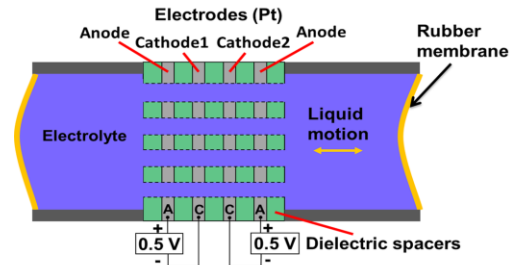 Electrodes (Pt)
Anode
Cathode1
Cathode2
Anode
Rubber
membrane
Electrolyte
Liquid
motion
A
C
C
A
+
0.5 V
-
+
0.5 V
-
Dielectric spacers